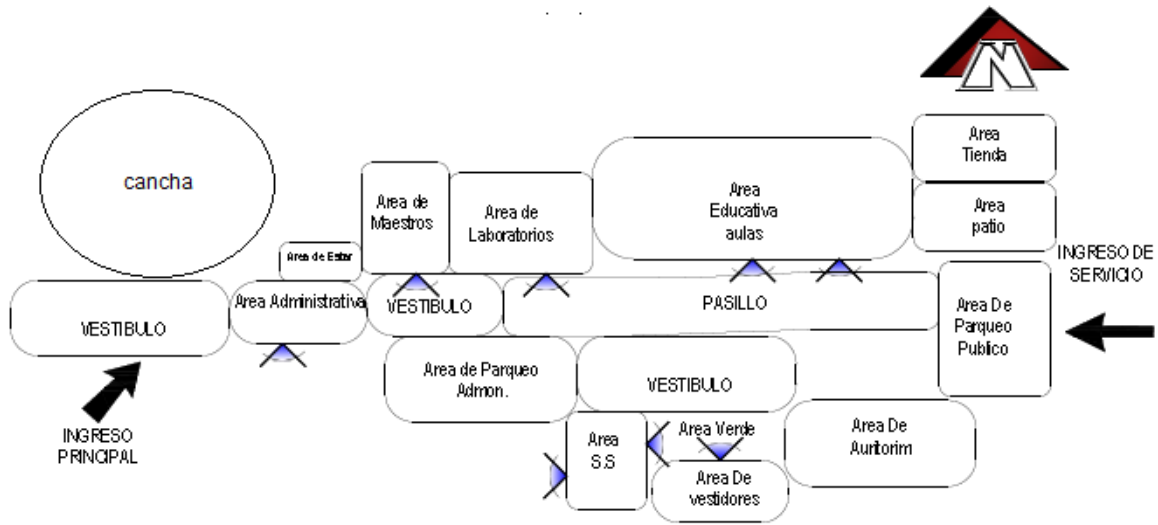 N
Area
Tienda
cancha
Area de
Maestros
Area de
Laboratorios
Area
Educativa
aulas
Area
patio
INGRESO DE
SERVICIO
Area de Estar
VESTIBULO
Area Administrativa
VESTIBULO
PASILLO
Area De
Parqueo
Publico
Area de Parqueo
Admon.
VESTIBULO
INGRESO
PRINCIPAL
Area
S.S
Area Verde
Area De
Auritorim
Area De
vestidores